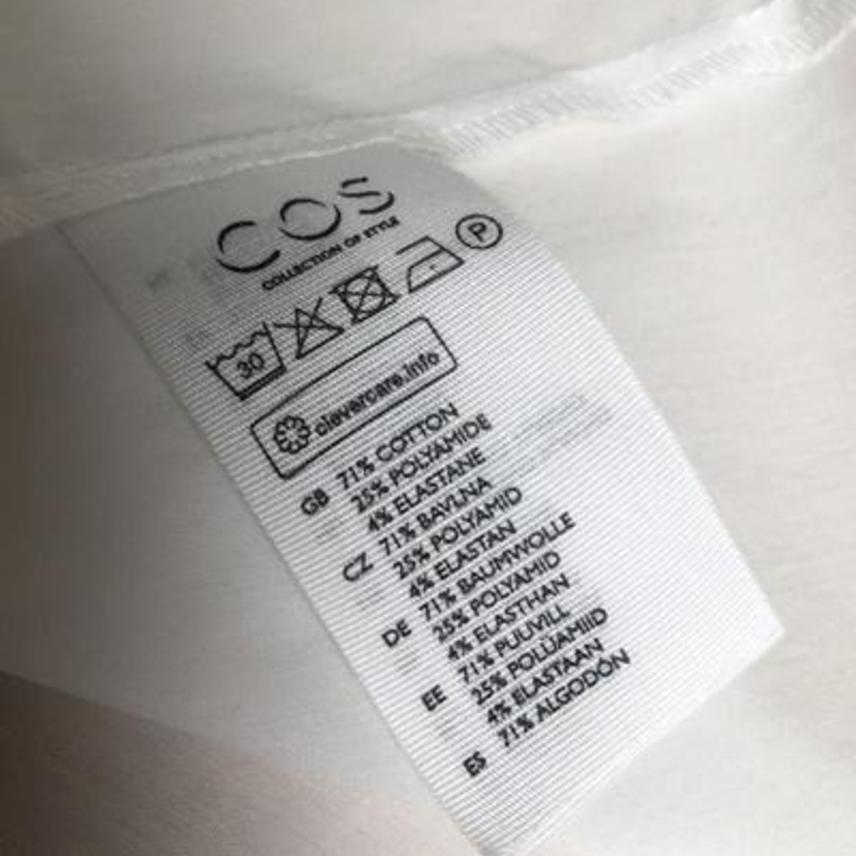 COS
COLLECTION OF STYLE
P
30
clevercare.info
GB 71% COTTON
25% POLYAMIDE
4% ELASTANE
CZ 71% BAVLNA
25% POLYAMID
4% ELASTAN
DE 71% BAUMWOLLE
25% POLYAMID
4% ELASTHAN
EE 71% PUUVILL
25% POLÜAMIID
4% ELASTAAN
ES 71% ALGODÓN